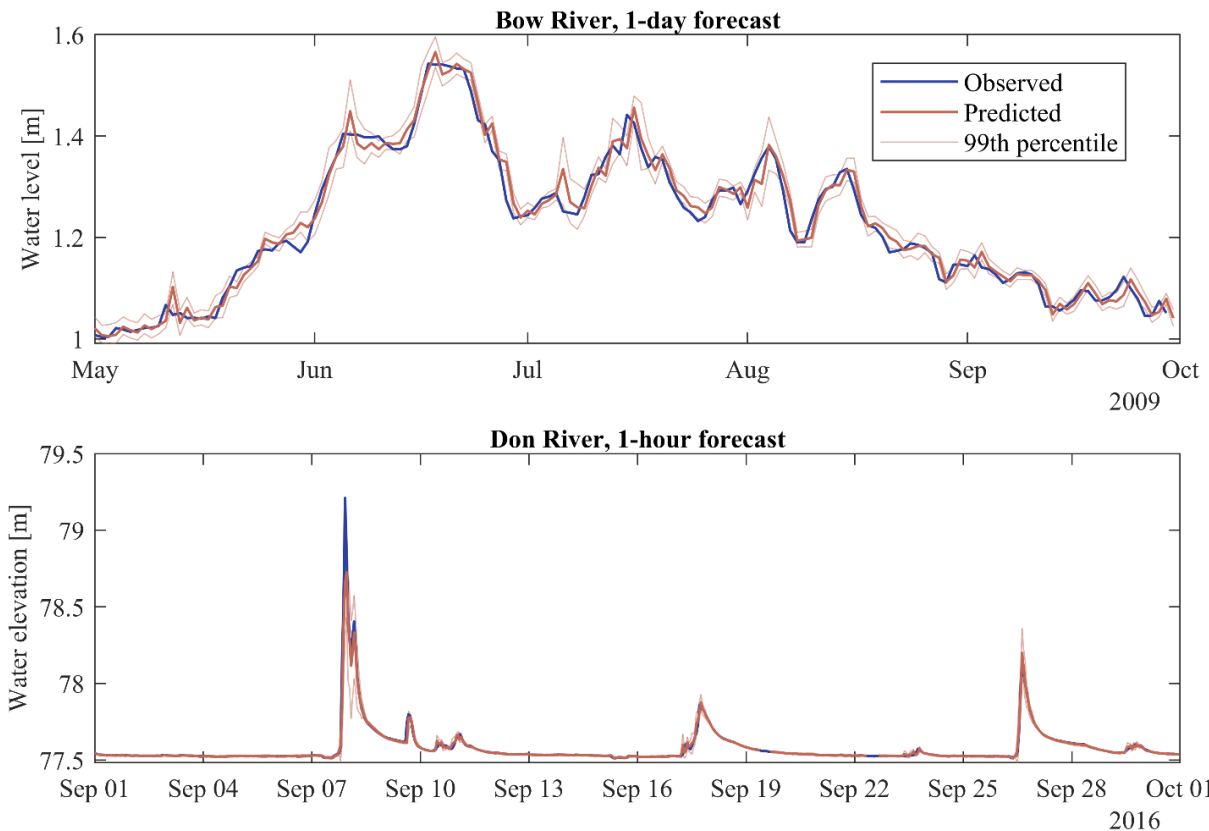 Bow River, 1-day forecast
1.6
1.4
1.2
1
Water level [m]
Observed
Predicted
99th percentile
May Jun Jul Aug Sep Oct
2009
Don River, 1-hour forecast
79.5
79
78.5
78
77.5
Water elevation [m]
Sep 01 Sep 04 Sep 07 Sep 10 Sep 13 Sep 16 Sep 19 Sep 22 Sep 25 Sep 28 Oct 01
2016